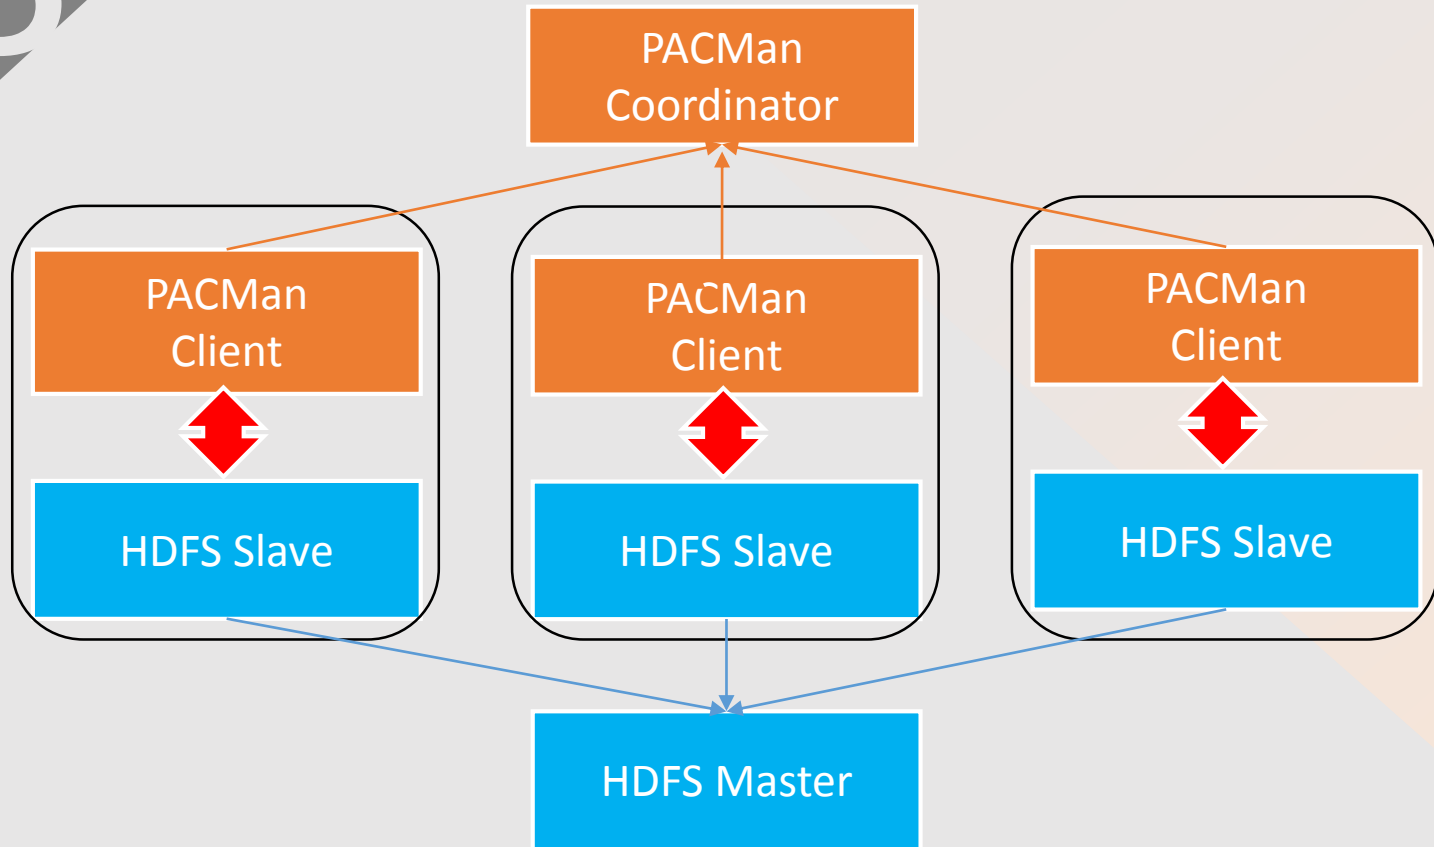 PACMan
Coordinator
PACMan
Client
PACMan
Client
PACMan
Client
HDFS Slave
HDFS Slave
HDFS Slave
HDFS Master